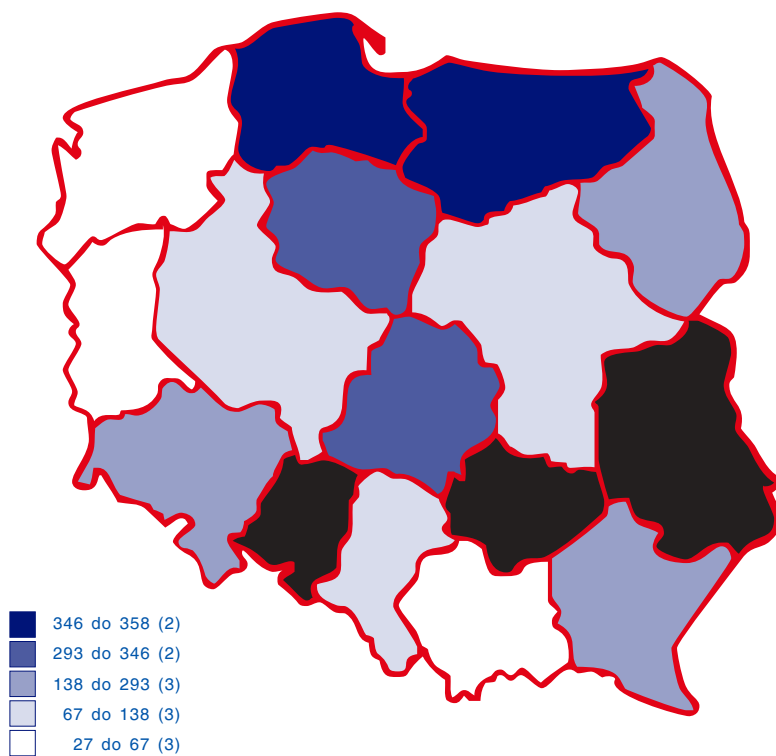 346 do 358 (2)
293 do 346 (2)
138 do 293 (3)
67 do 138 (3)
27 do 67 (3)